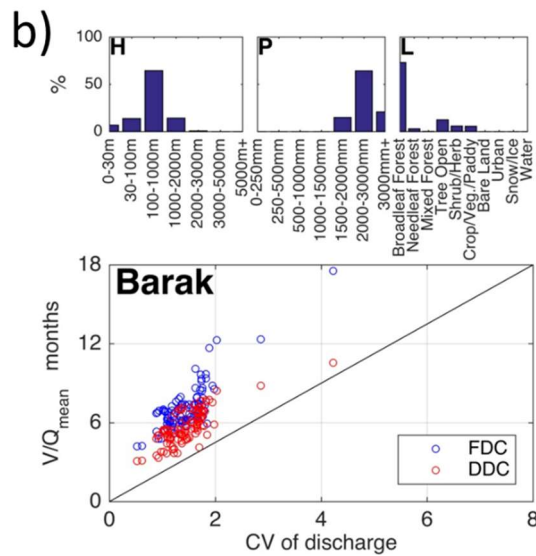 b)
H
P
L
%
100
50
0
0-30m
30-100m
100-1000m
1000-2000m
2000-3000m
3000-5000m
5000m+
0-250mm
250-500mm
500-1000mm
1000-1500mm
1500-2000mm
2000-3000mm
3000mm+
Broadleaf Forest
Needleaf Forest
Mixed Forest
Tree Open
Shrub/Herb
Crop/Veg./Paddy
Bare Land
Urban
Snow/Ice
Water
Barak
V/Qmean months
18
12
6
0
0 2 4 6 8
CV of discharge
FDC
DDC